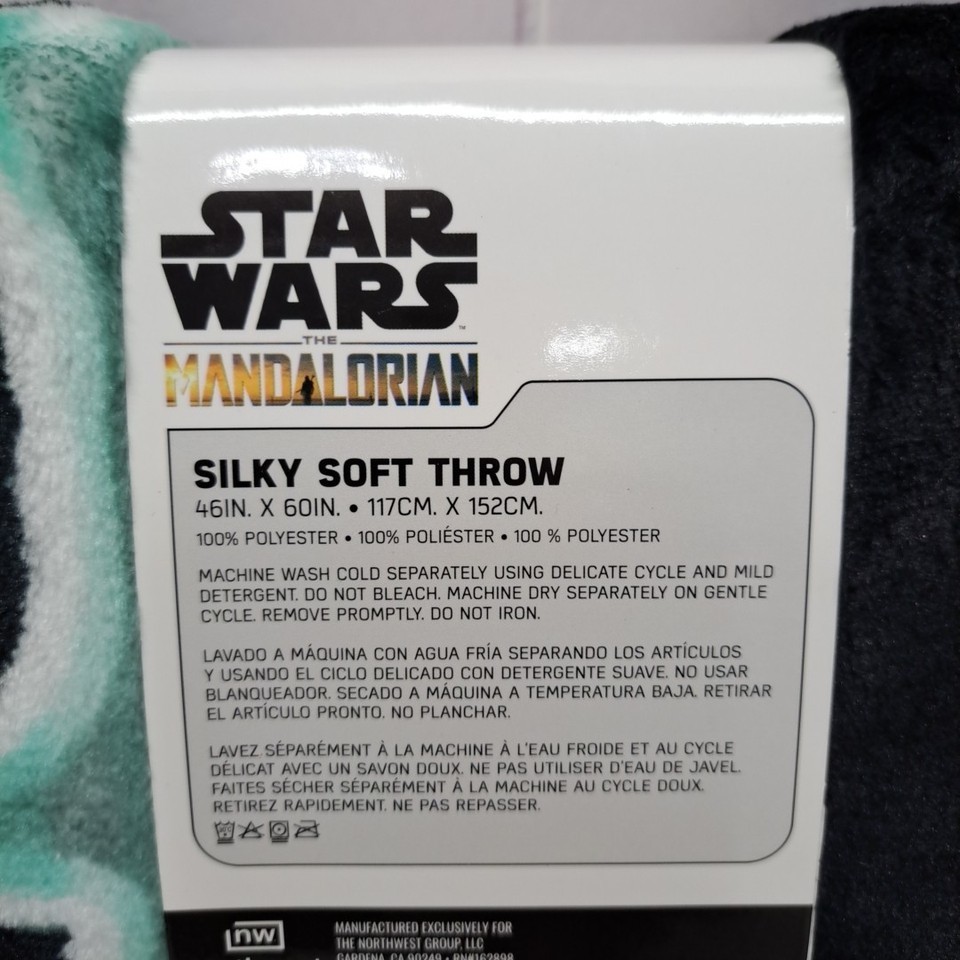 STAR
WARS
THE
MANDALORIAN
SILKY SOFT THROW
46IN. X 60IN. • 117CM. X 152CM.
100% POLYESTER • 100% POLIÉSTER • 100 % POLYESTER
MACHINE WASH COLD SEPARATELY USING DELICATE CYCLE AND MILD
DETERGENT. DO NOT BLEACH. MACHINE DRY SEPARATELY ON GENTLE
CYCLE. REMOVE PROMPTLY. DO NOT IRON.
LAVADO A MÁQUINA CON AGUA FRÍA SEPARANDO LOS ARTÍCULOS
Y USANDO EL CICLO DELICADO CON DETERGENTE SUAVE. NO USAR
BLANQUEADOR. SECADO A MÁQUINA A TEMPERATURA BAJA. RETIRAR
EL ARTÍCULO PRONTO. NO PLANCHAR.
LAVEZ SÉPARÉMENT À LA MACHINE À L'EAU FROIDE ET AU CYCLE
DÉLICAT AVEC UN SAVON DOUX. NE PAS UTILISER D'EAU DE JAVEL.
FAITES SÉCHER SÉPARÉMENT À LA MACHINE AU CYCLE DOUX.
RETIREZ RAPIDEMENT. NE PAS REPASSER.
nw
MANUFACTURED EXCLUSIVELY FOR
THE NORTHWEST GROUP, LLC
GARDENA, CA 90249 • RN#162898